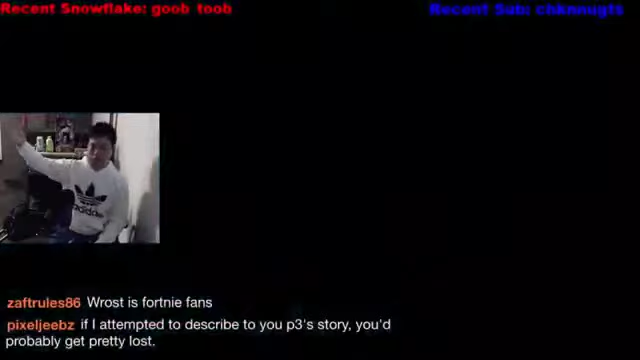 Recent Snowflake: goob_toob
Recent Sub: chknnugts
adidas
zaftrules86 Wrost is fortnie fans
pixeljeebz if I attempted to describe to you p3's story, you'd
probably get pretty lost.